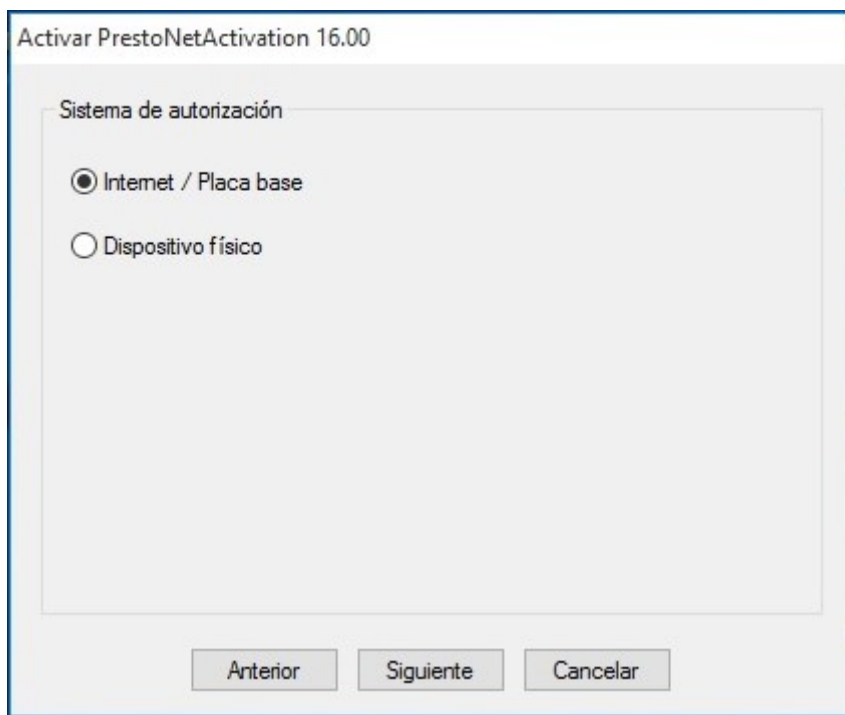 Activar PrestoNetActivation 16.00
Sistema de autorización
Internet / Placa base
Dispositivo físico
Anterior Siguiente Cancelar